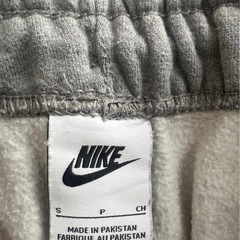 NIKE
S P CH
MADE IN PAKISTAN
FABRIQUÉ AU PAKISTAN